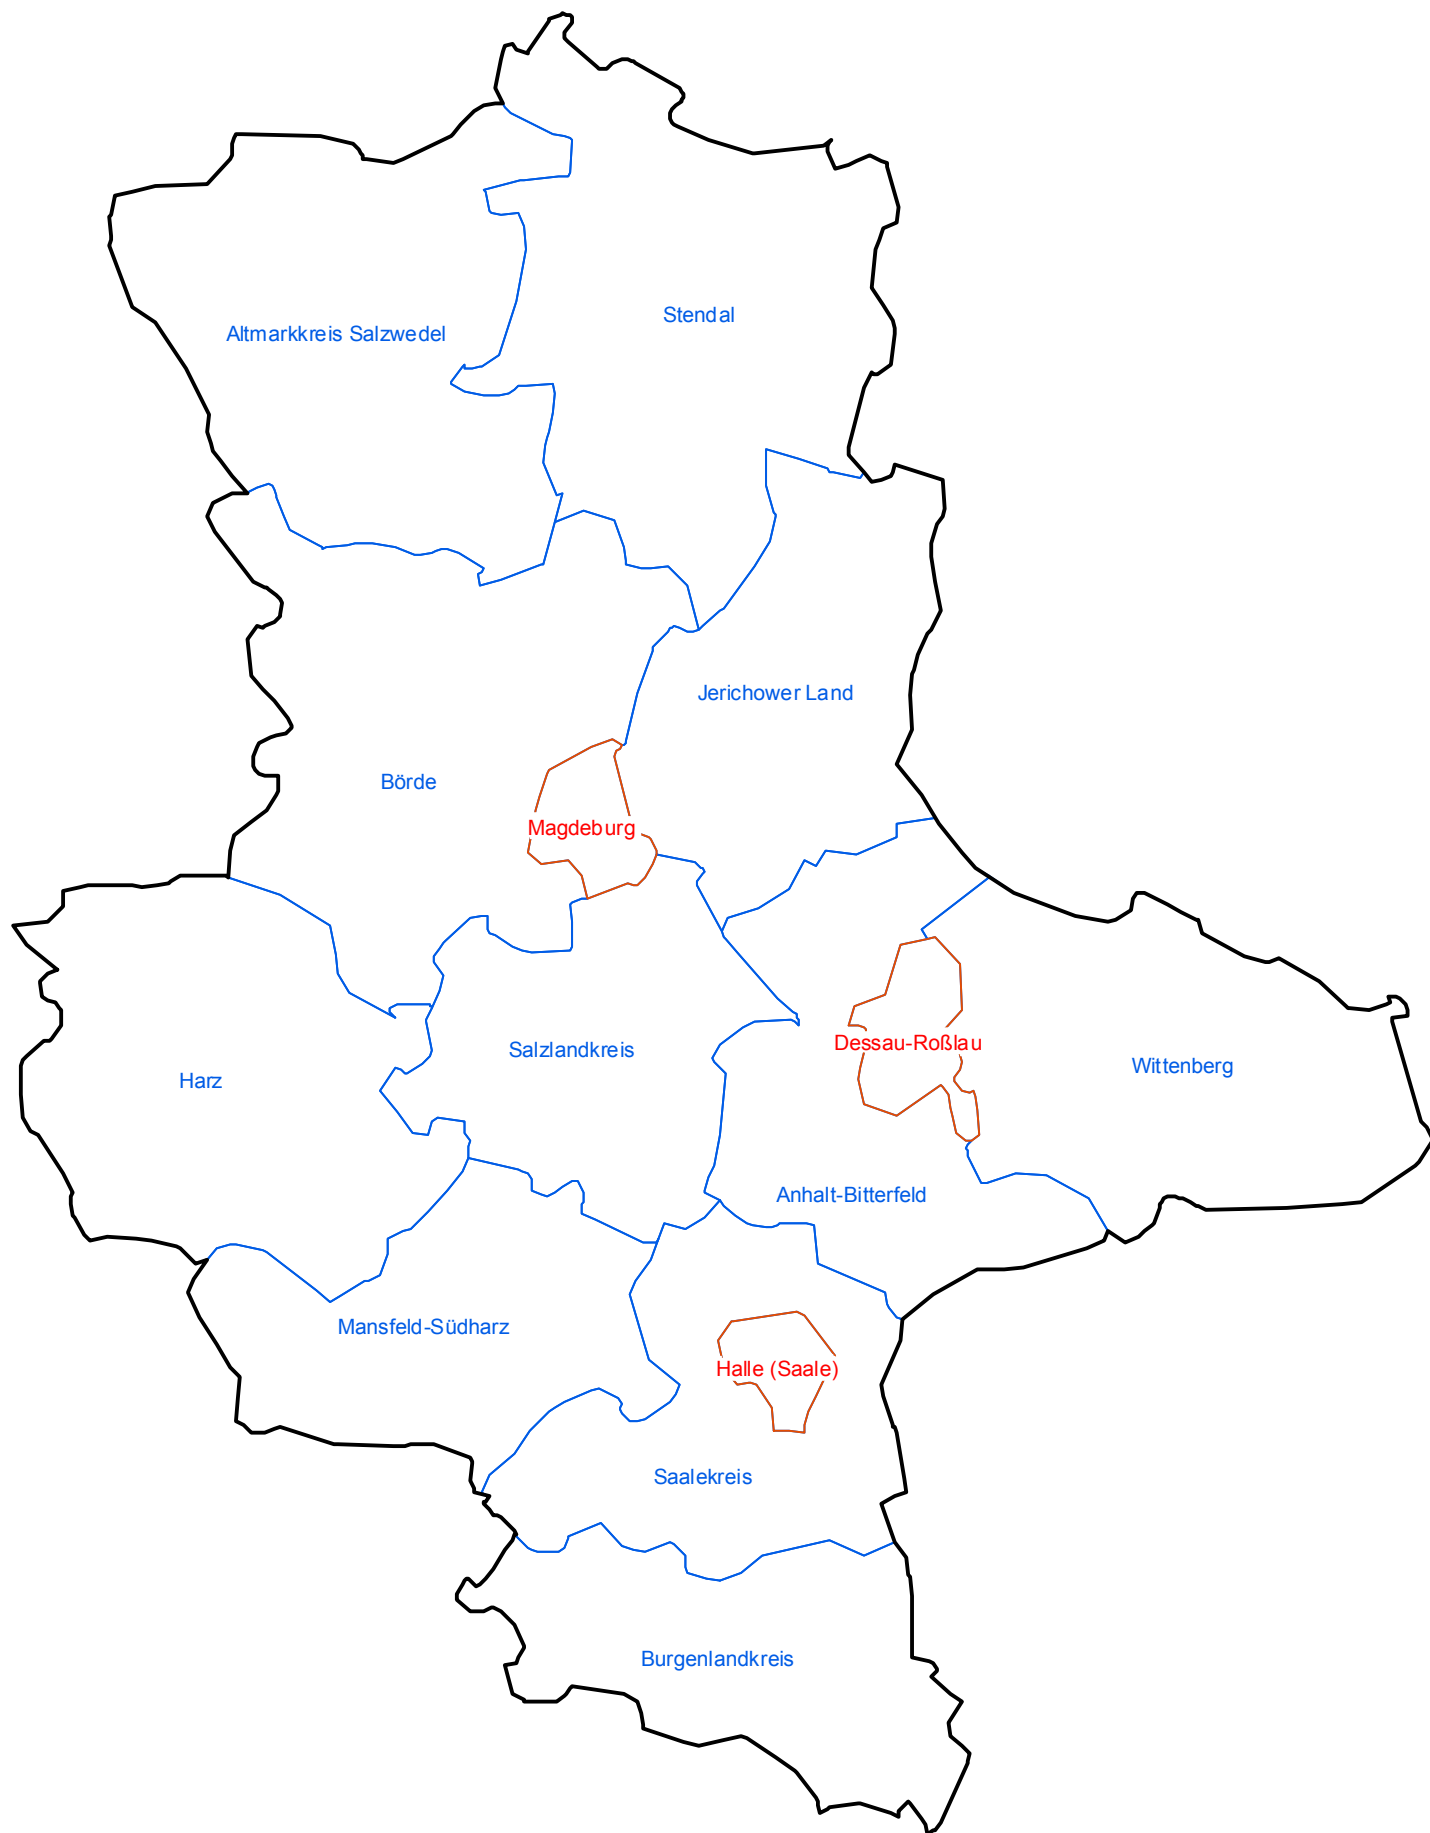 Stendal
Altmarkkreis Salzwedel
Jerichower Land
Börde
Magdeburg
Dessau-Roßlau
Salzlandkreis
Wittenberg
Harz
Anhalt-Bitterfeld
Mansfeld-Südharz
Halle (Saale)
Saalekreis
Burgenlandkreis